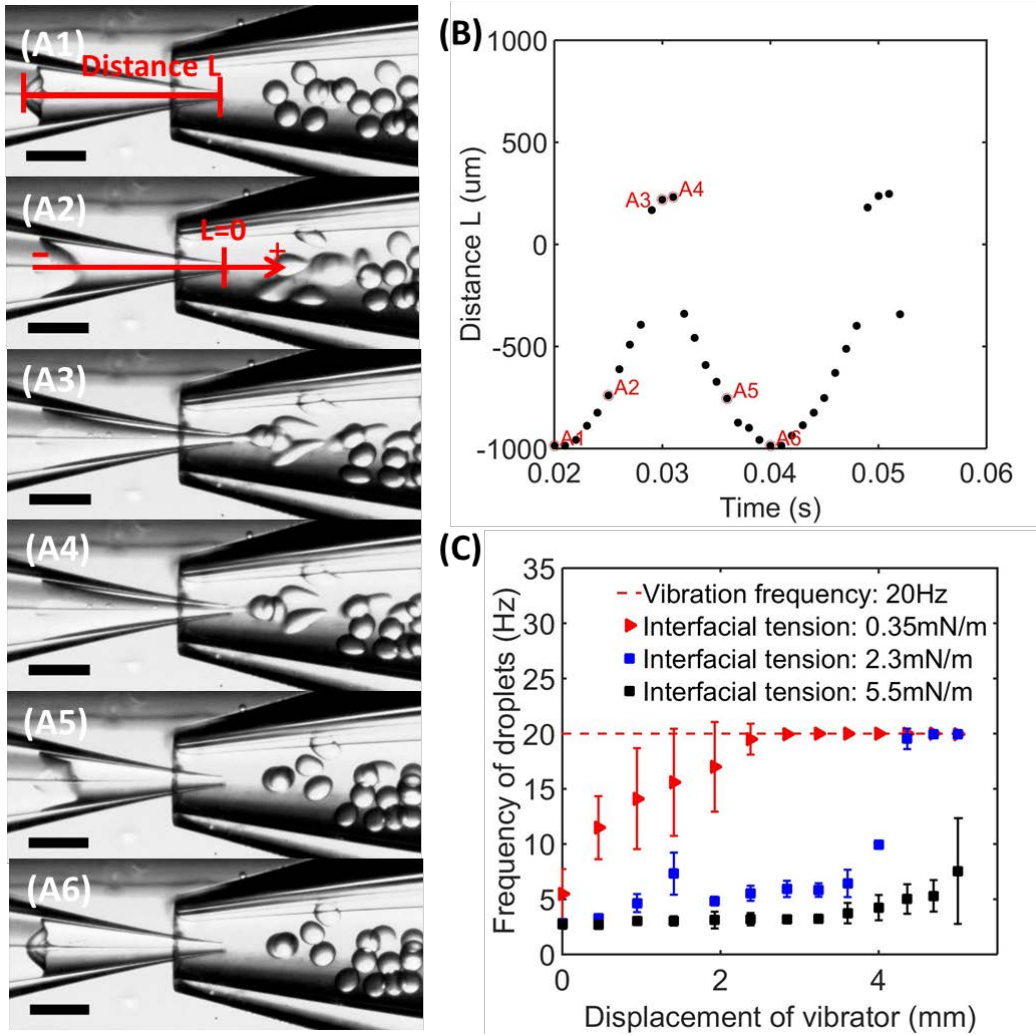 (A1)
Distance L
(A2)
L=0
- +
(A3)
(A4)
(A5)
(A6)
(B)
1000
500
0
-500
-1000
Distance L (um)
A3 A4
A2
A5
A1
A6
0.02 0.03 0.04 0.05 0.06
Time (s)
(C)
35
30
25
20
15
10
5
0
Frequency of droplets (Hz)
Vibration frequency: 20Hz
Interfacial tension: 0.35mN/m
Interfacial tension: 2.3mN/m
Interfacial tension: 5.5mN/m
0 2 4
Displacement of vibrator (mm)